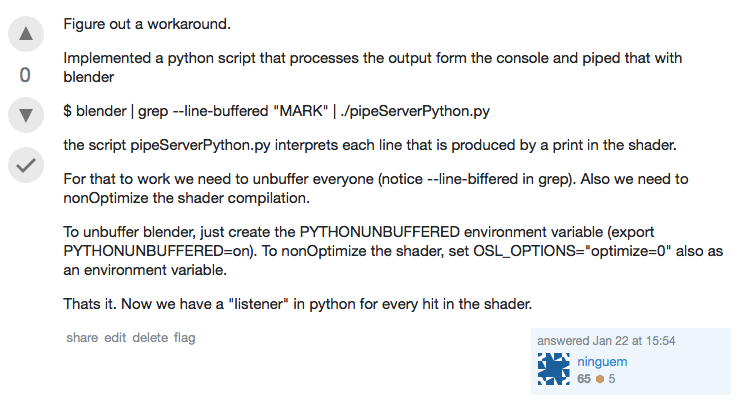 Figure out a workaround.
0
Implemented a python script that processes the output form the console and piped that with
blender
$ blender | grep --line-buffered "MARK" | ./pipeServerPython.py
the script pipeServerPython.py interprets each line that is produced by a print in the shader.
For that to work we need to unbuffer everyone (notice --line-biffered in grep). Also we need to
nonOptimize the shader compilation.
To unbuffer blender, just create the PYTHONUNBUFFERED environment variable (export
PYTHONUNBUFFERED=on). To nonOptimize the shader, set OSL_OPTIONS="optimize=0" also as
an environment variable.
Thats it. Now we have a "listener" in python for every hit in the shader.
share edit delete flag
answered Jan 22 at 15:54
ninguem
65 5